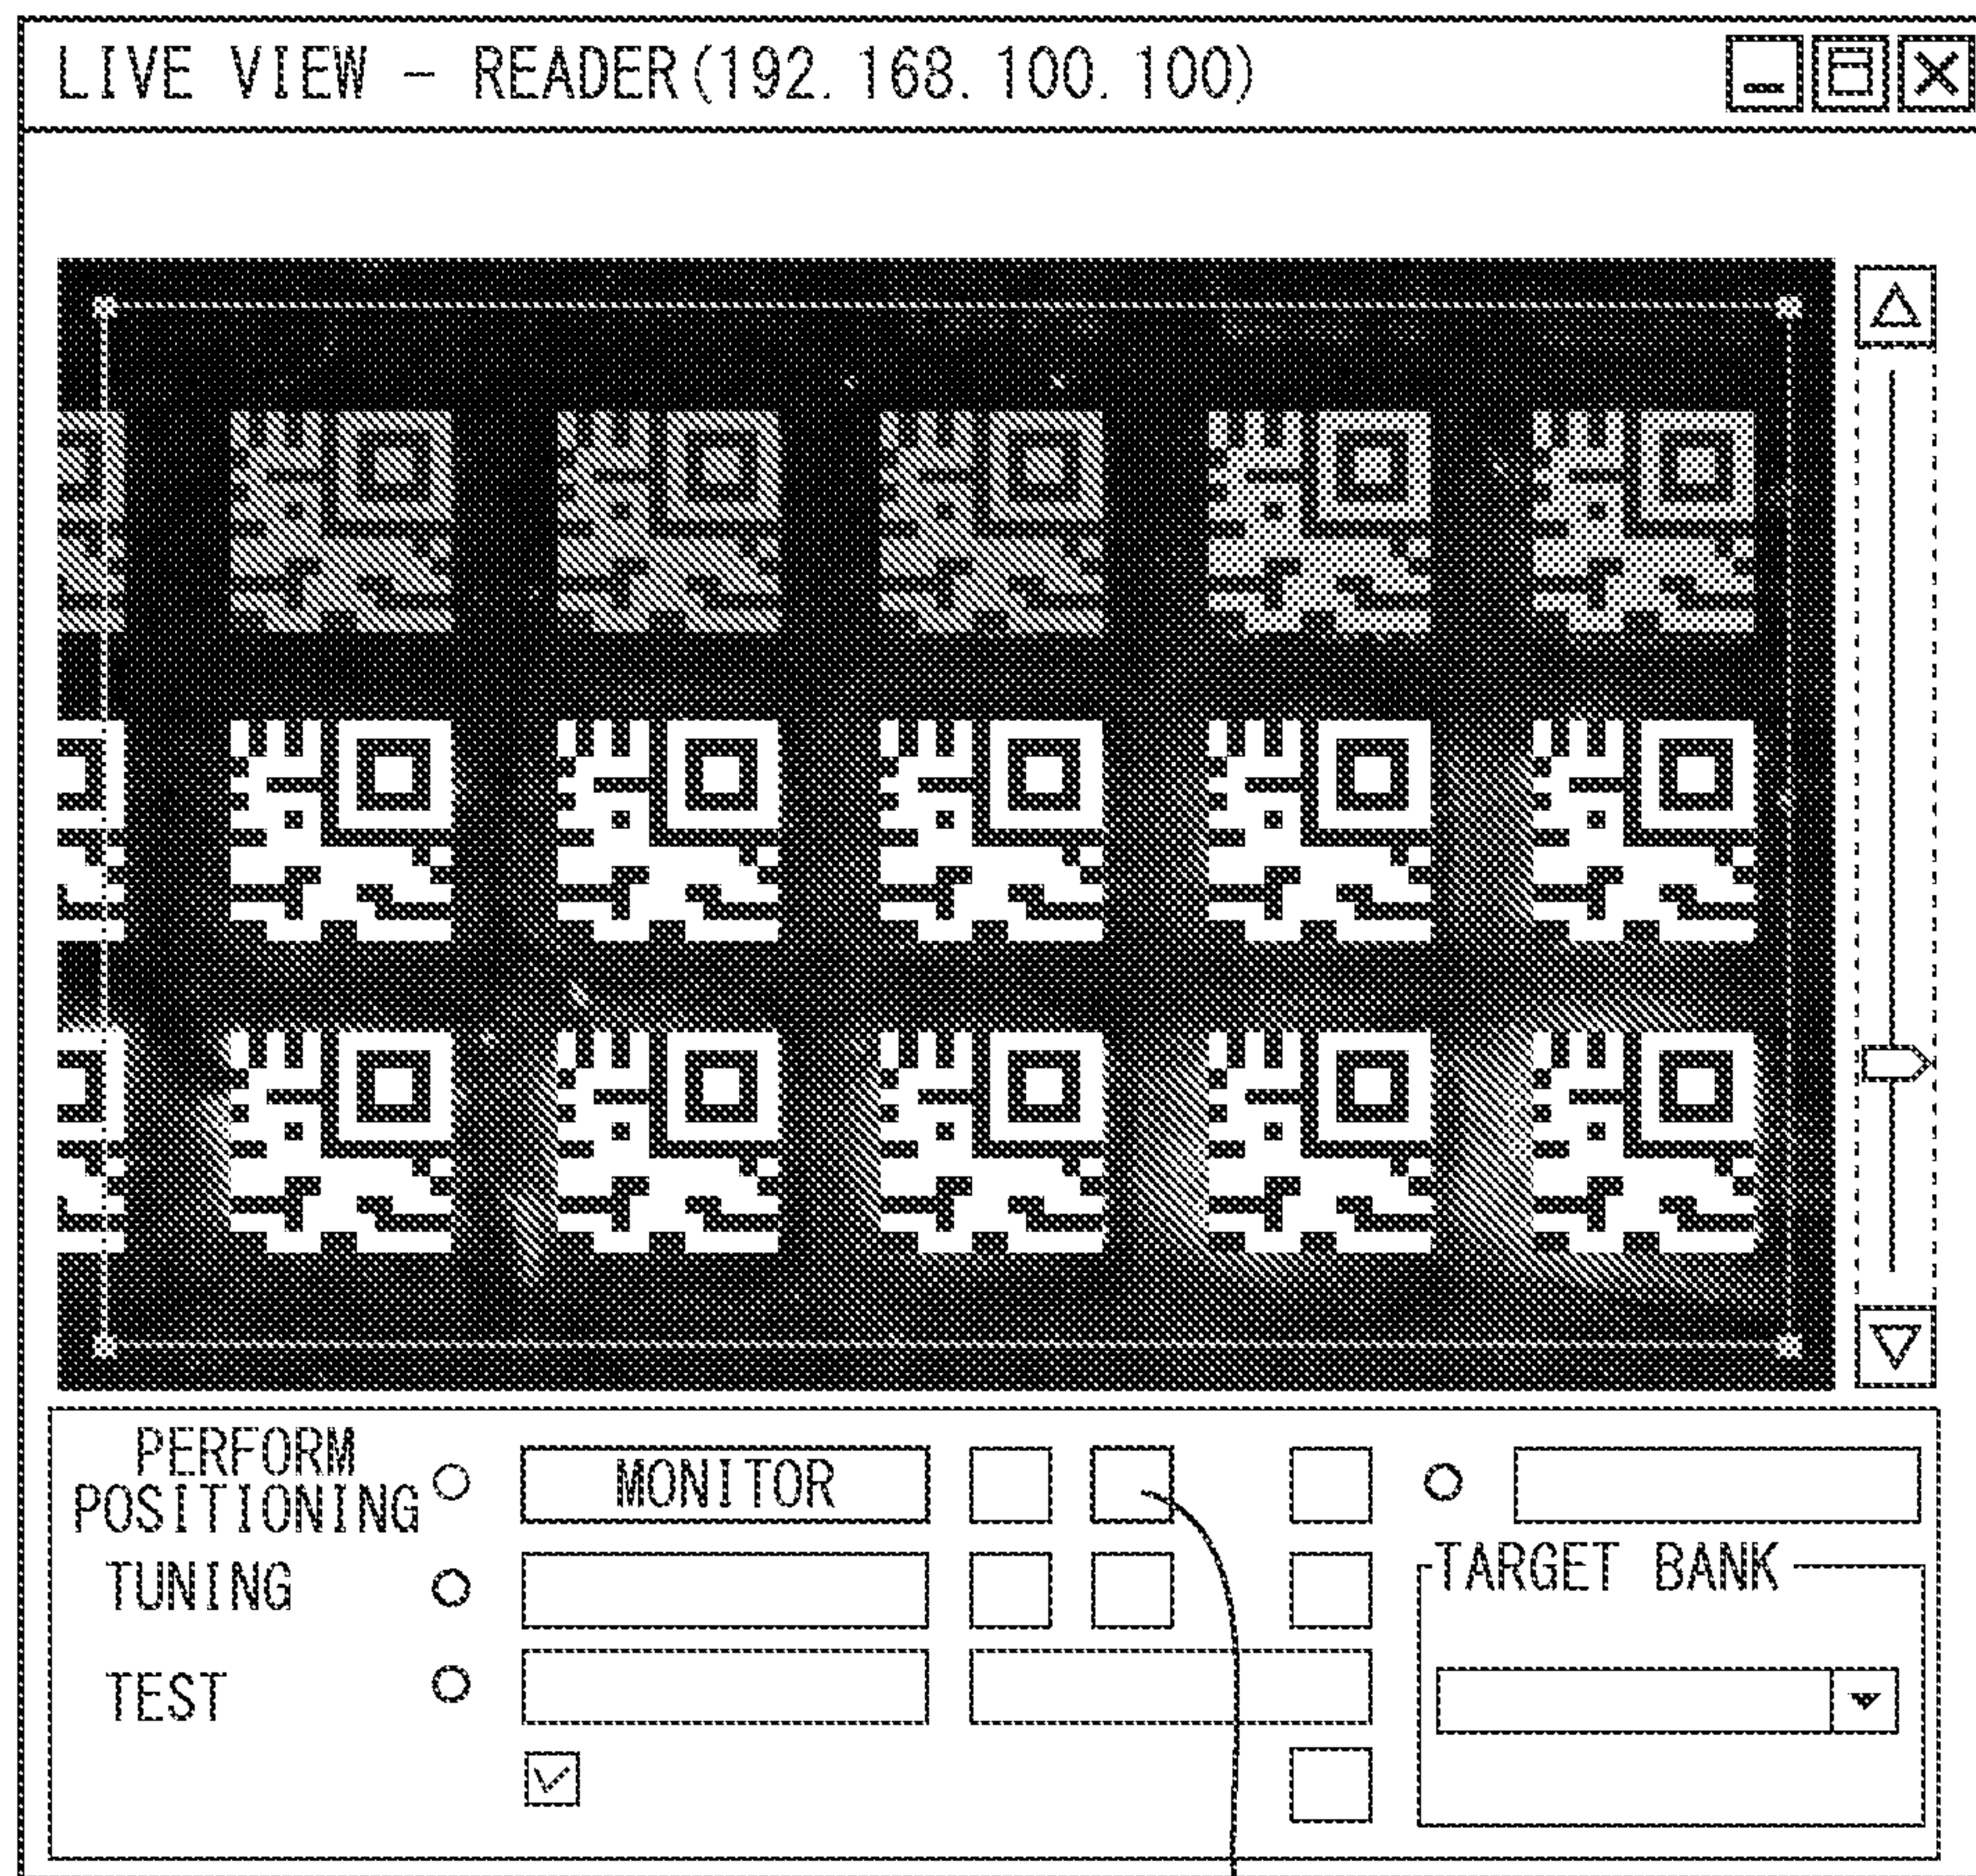 LIVE VIEW - READER(192. 168. 100. 100)
PERFORM
POSITIONING
MONITOR
TUNING
TARGET BANK
TEST